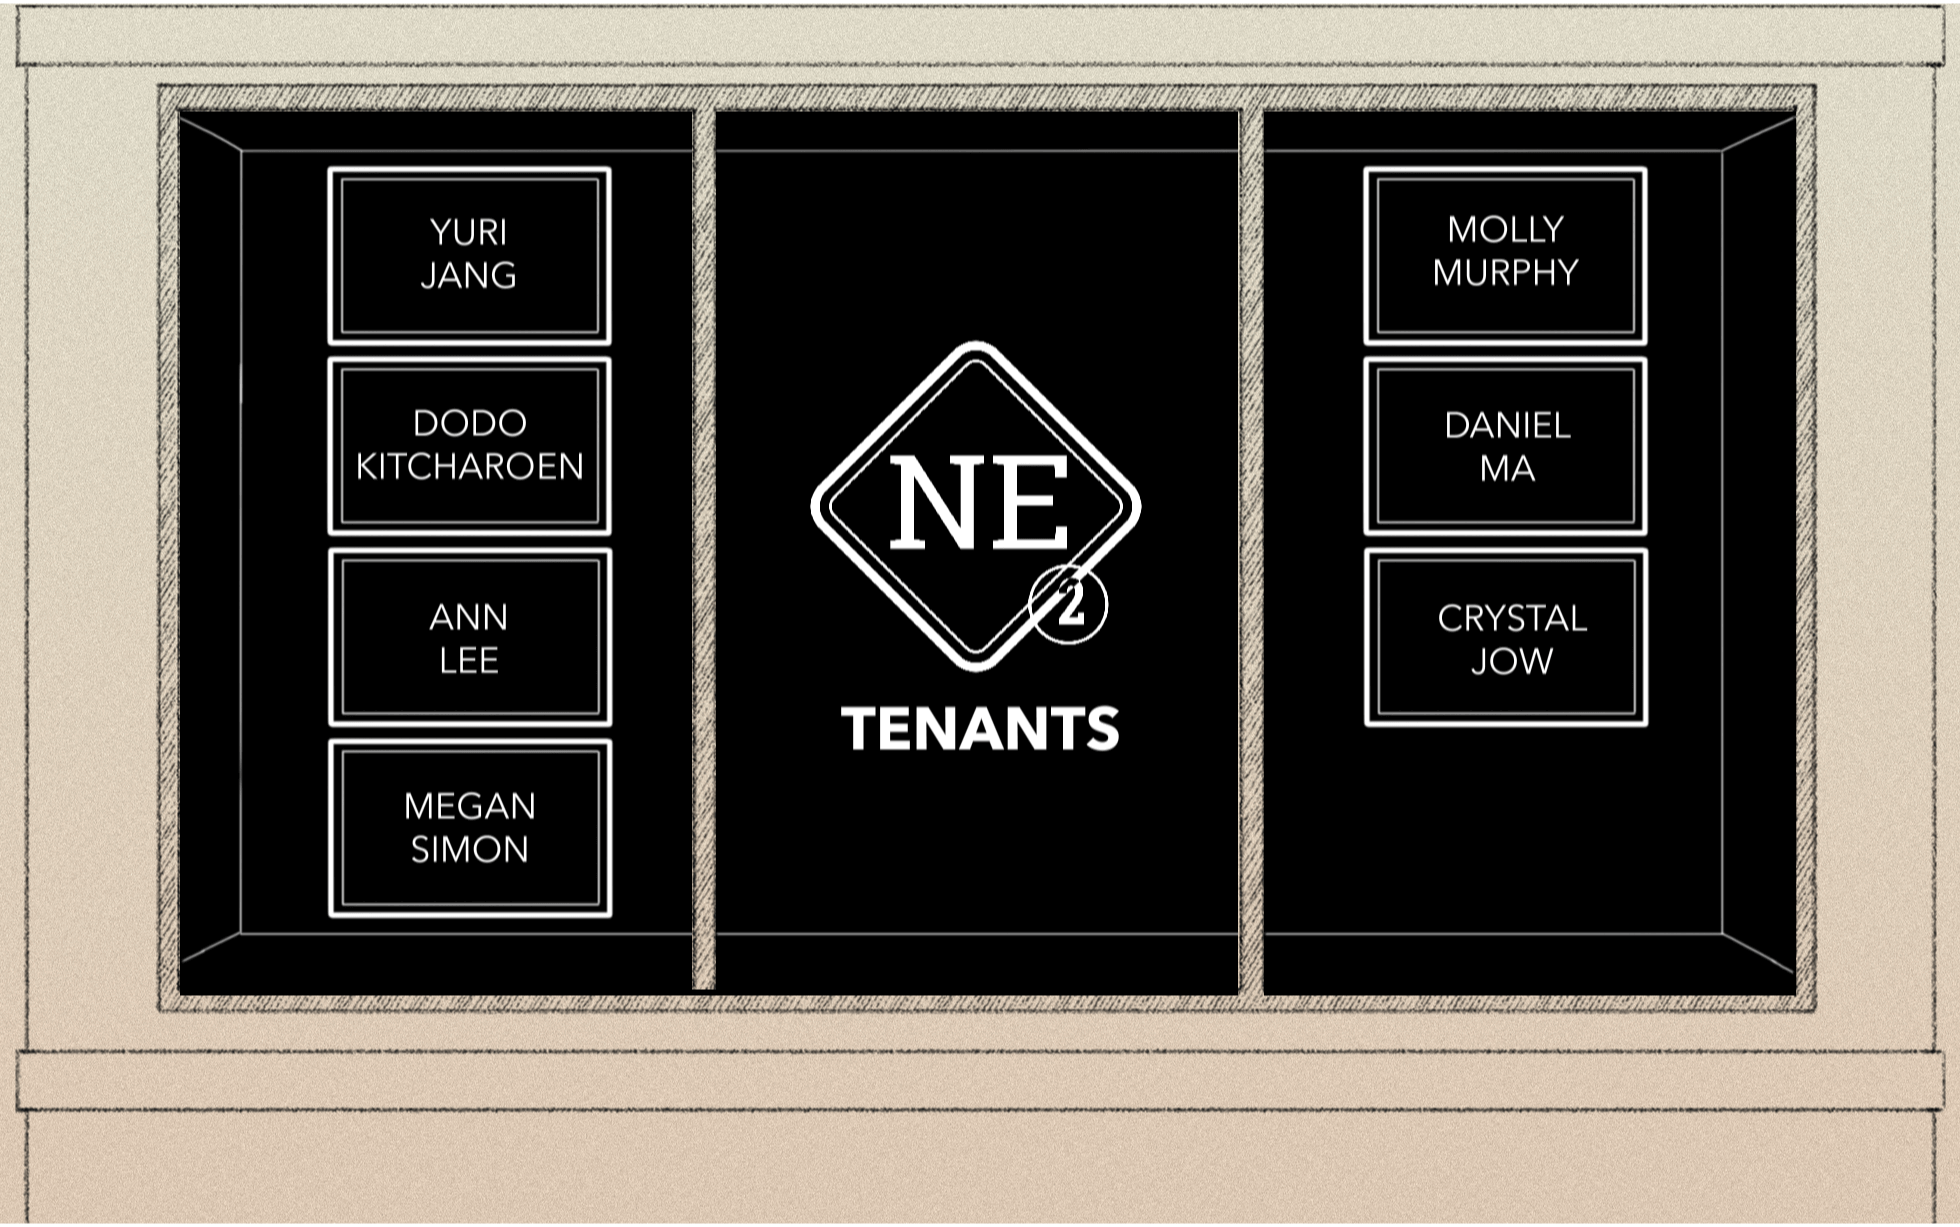 YURI
JANG
DODO
KITCHAROEN
ANN
LEE
MEGAN
SIMON
NE
2
TENANTS
MOLLY
MURPHY
DANIEL
MA
CRYSTAL
JOW